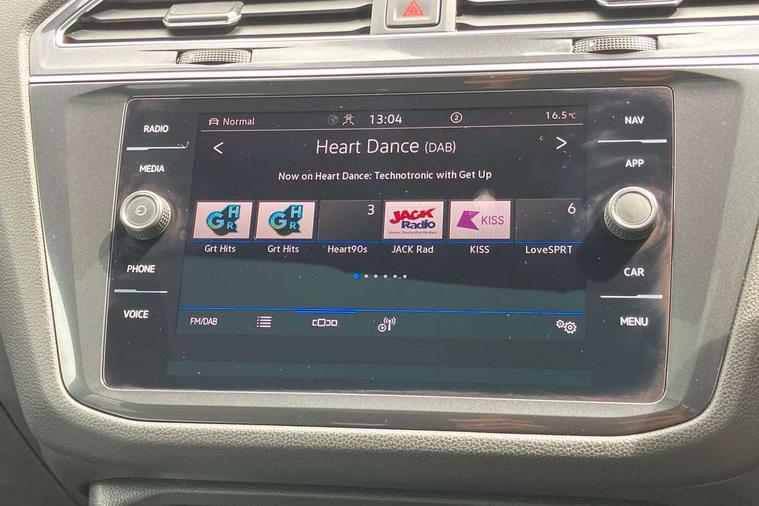 RADIO
MEDIA
PHONE
VOICE
Normal
13:04
2
16.5°C
< Heart Dance (DAB) >
Now on Heart Dance: Technotronic with Get Up
GHR
GHR
3
JACK Radio
KISS
6
Grt Hits
Grt Hits
Heart90s
JACK Rad
KISS
LoveSPRT
FM/DAB
NAV
APP
CAR
MENU